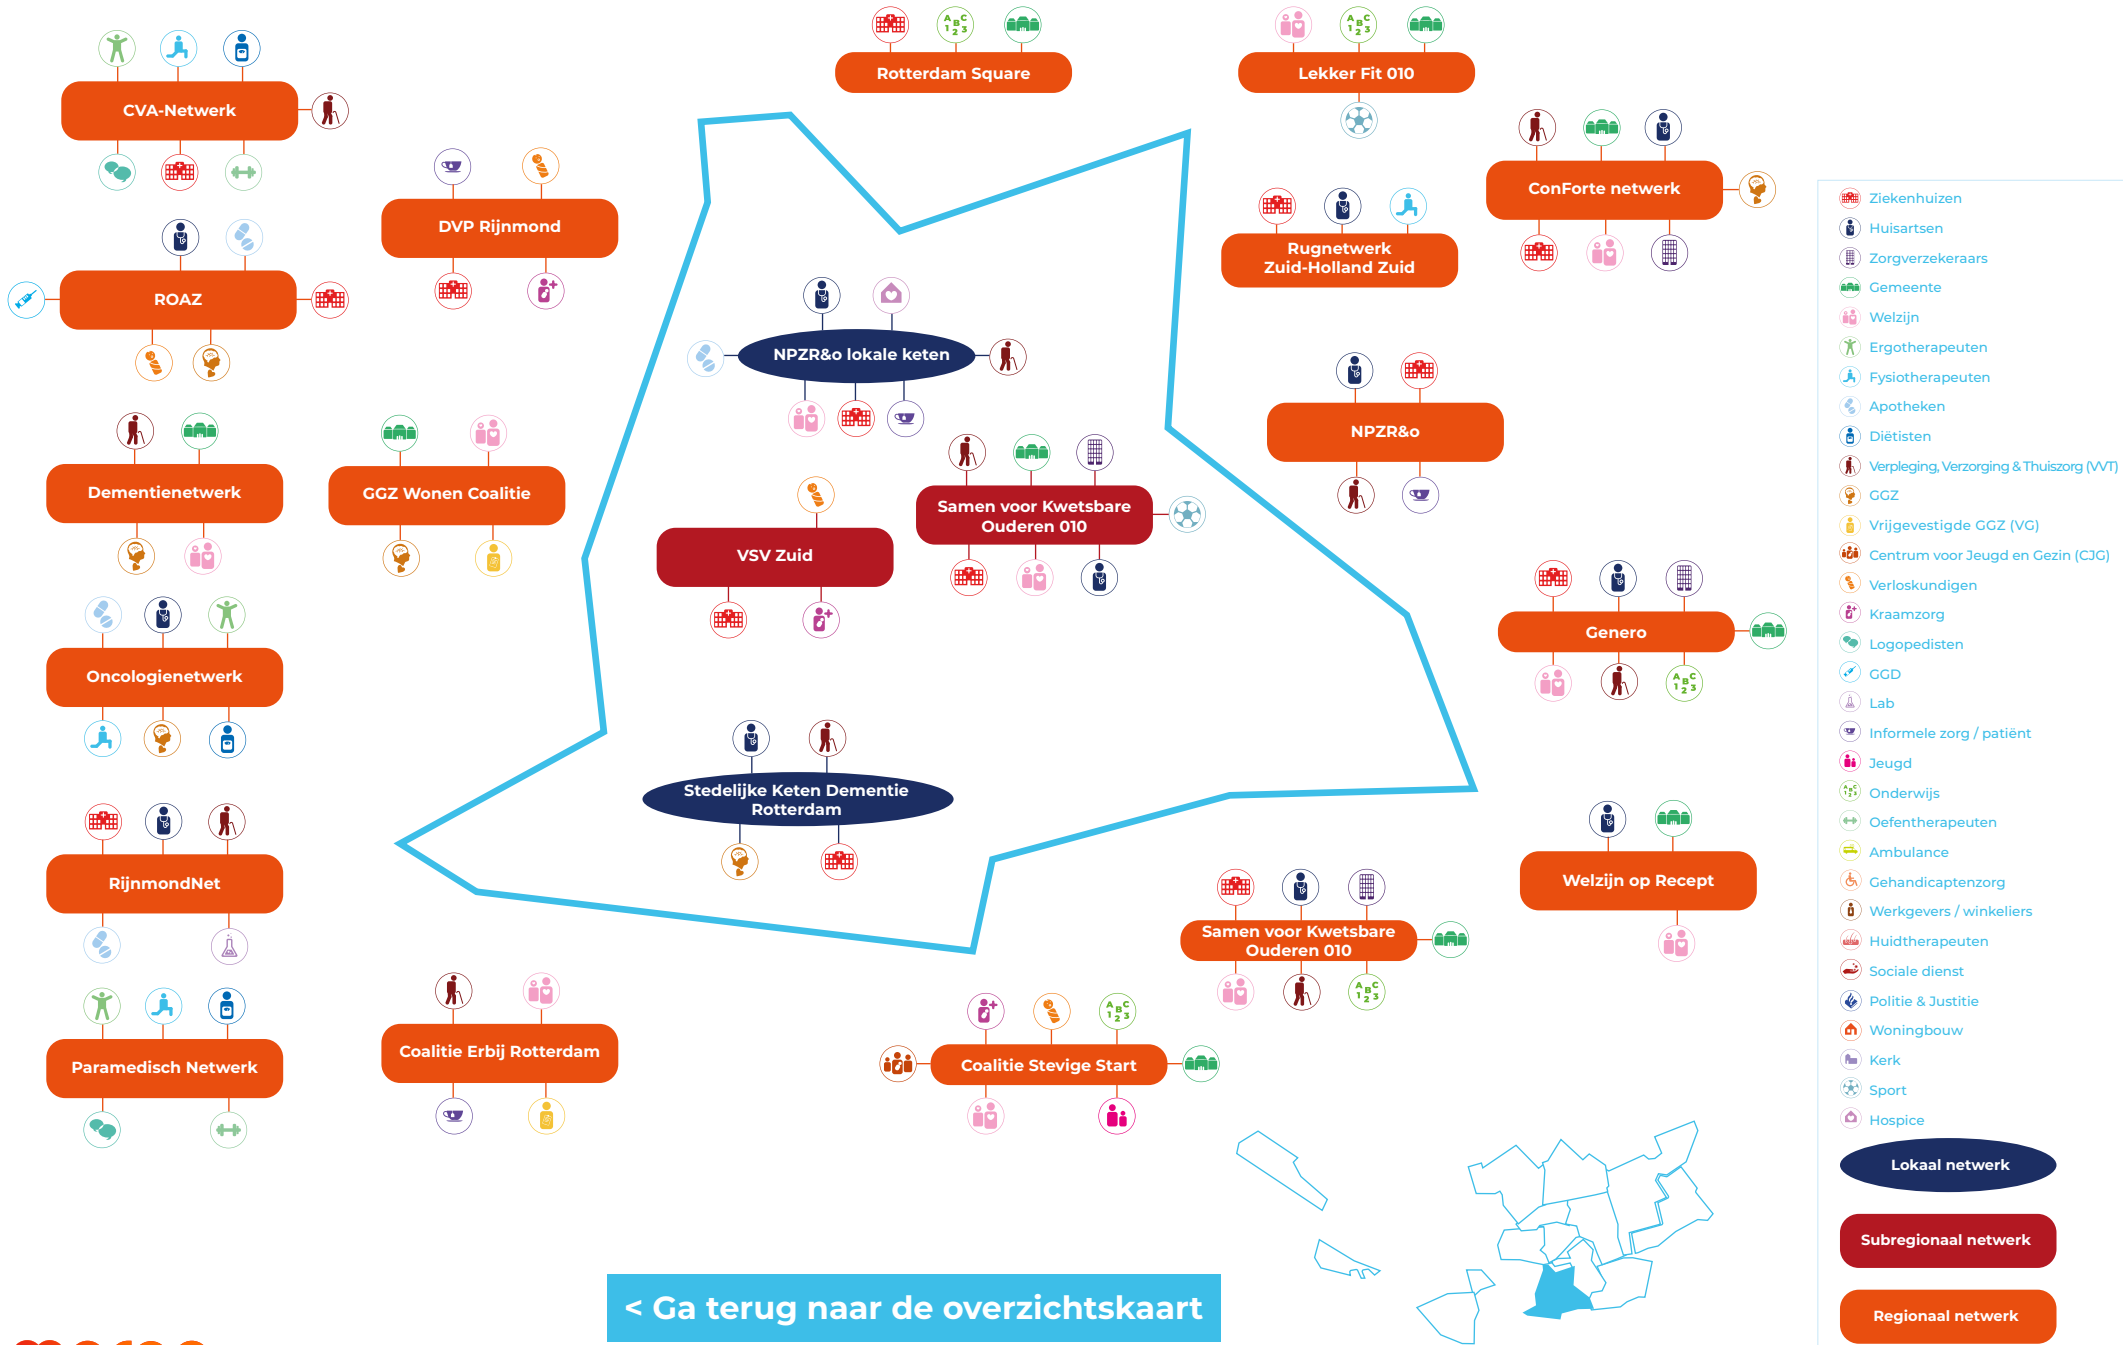 Rotterdam Square
Lekker Fit 010
CVA-Netwerk
ConForte netwerk
DVP Rijnmond
Rugnetwerk
Zuid-Holland Zuid
ROAZ
NPZR&o lokale keten
NPZR&o
Dementienetwerk
GGZ Wonen Coalitie
Samen voor Kwetsbare
Ouderen 010
VSV Zuid
Genero
Oncologienetwerk
Stedelijke Keten Dementie
Rotterdam
RijnmondNet
Welzijn op Recept
Samen voor Kwetsbare
Ouderen 010
Coalitie Erbij Rotterdam
Coalitie Stevige Start
Paramedisch Netwerk
< Ga terug naar de overzichtskaart
Ziekenhuizen
Huisartsen
Zorgverzekeraars
Gemeente
Welzijn
Ergotherapeuten
Fysiotherapeuten
Apotheken
Diëtisten
Verpleging, Verzorging & Thuiszorg (VVT)
GGZ
Vrijgevestigde GGZ (VG)
Centrum voor Jeugd en Gezin (CJG)
Verloskundigen
Kraamzorg
Logopedisten
GGD
Lab
Informele zorg / patiënt
Jeugd
Onderwijs
Oefentherapeuten
Ambulance
Gehandicaptenzorg
Werkgevers / winkeliers
Huidtherapeuten
Sociale dienst
Politie & Justitie
Woningbouw
Kerk
Sport
Hospice
Lokaal netwerk
Subregionaal netwerk
Regionaal netwerk